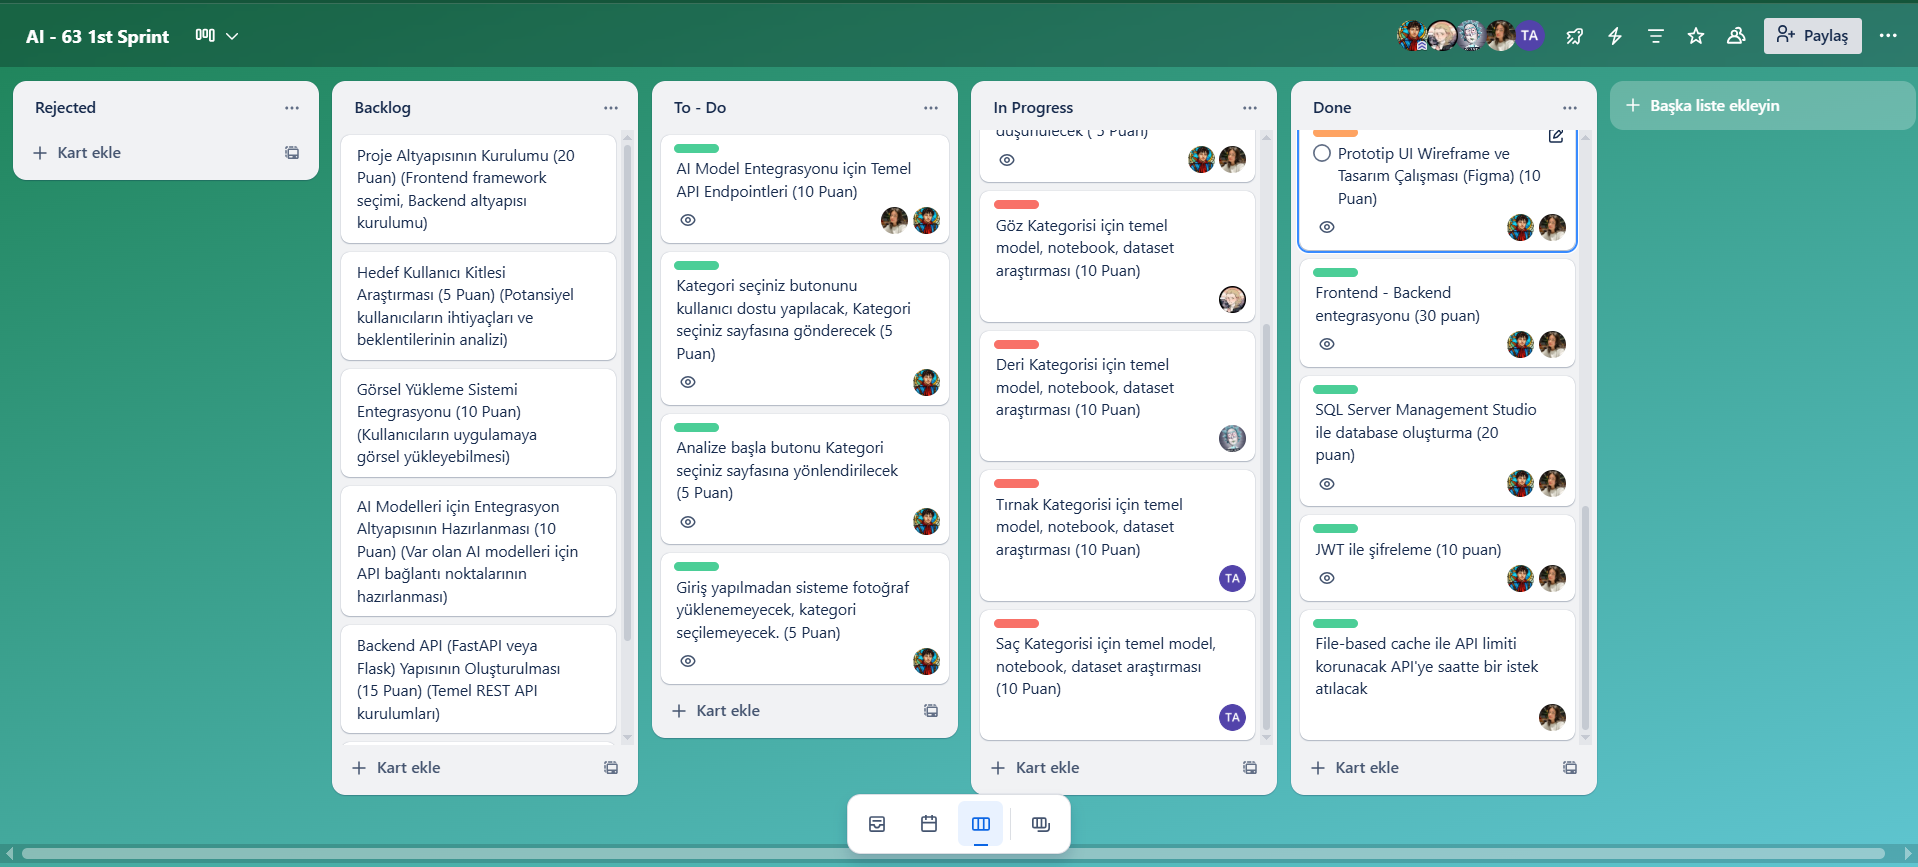 AI - 63 1st Sprint
TA
Paylaş
Rejected
Kart ekle
Backlog
Proje Altyapısının Kurulumu (20
Puan) (Frontend framework
seçimi, Backend altyapısı
kurulumu)
Hedef Kullanıcı Kitlesi
Araştırması (5 Puan) (Potansiyel
kullanıcıların ihtiyaçları ve
beklentilerinin analizi)
Görsel Yükleme Sistemi
Entegrasyonu (10 Puan)
(Kullanıcıların uygulamaya
görsel yükleyebilmesi)
AI Modelleri için Entegrasyon
Altyapısının Hazırlanması (10
Puan) (Var olan AI modelleri için
API bağlantı noktalarının
hazırlanması)
Backend API (FastAPI veya
Flask) Yapısının Oluşturulması
(15 Puan) (Temel REST API
kurulumları)
Kart ekle
To - Do
AI Model Entegrasyonu için Temel
API Endpointleri (10 Puan)
Kategori seçiniz butonunu
kullanıcı dostu yapılacak, Kategori
seçiniz sayfasına gönderecek (5
Puan)
Analize başla butonu Kategori
seçiniz sayfasına yönlendirilecek
(5 Puan)
Giriş yapılmadan sisteme fotoğraf
yüklenemeyecek, kategori
seçilemeyecek. (5 Puan)
Kart ekle
In Progress
düşünülecek ( 5 Puan)
Göz Kategorisi için temel
model, notebook, dataset
araştırması (10 Puan)
Deri Kategorisi için temel
model, notebook, dataset
araştırması (10 Puan)
Tırnak Kategorisi için temel
model, notebook, dataset
araştırması (10 Puan)
TA
Saç Kategorisi için temel model,
notebook, dataset araştırması
(10 Puan)
TA
Kart ekle
Done
Prototip UI Wireframe ve
Tasarım Çalışması (Figma) (10
Puan)
Frontend - Backend
entegrasyonu (30 puan)
SQL Server Management Studio
ile database oluşturma (20
puan)
JWT ile şifreleme (10 puan)
File-based cache ile API limiti
korunacak API'ye saatte bir istek
atılacak
Kart ekle
Başka liste ekleyin